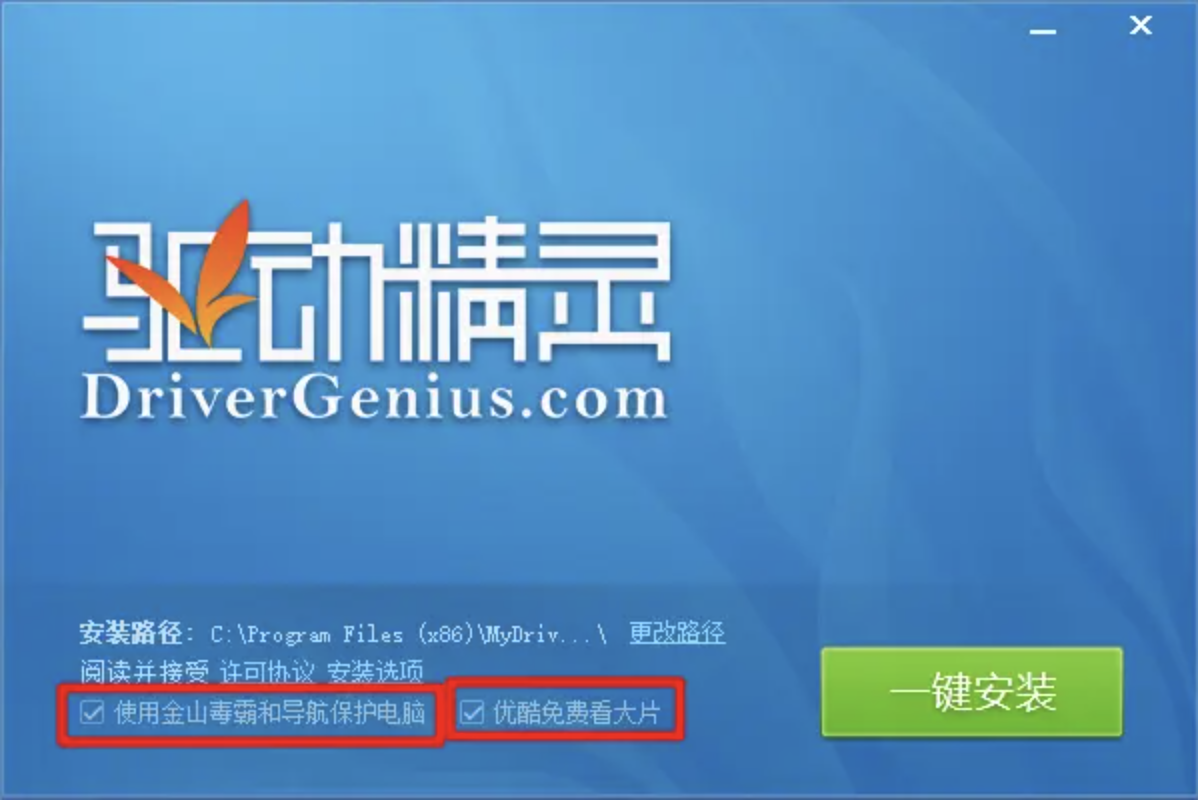 驱动精灵
DriverGenius.com
安装路径: C:\Program Files (x86)\MyDriv...\ 更改路径
阅读并接受 许可协议 安装选项
使用金山毒霸和导航保护电脑 优酷免费看大片
一键安装